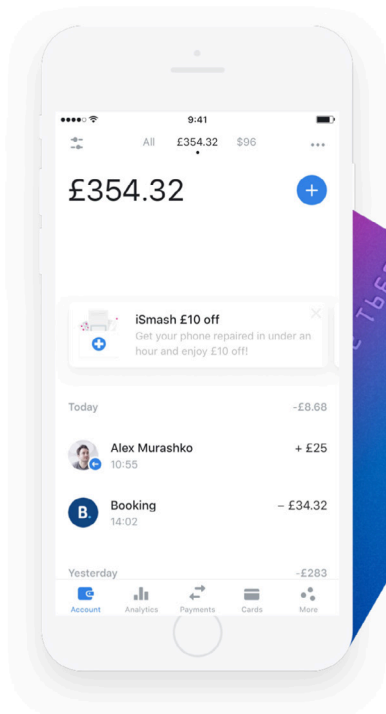 9:41
All £354.32 $96
£354.32
iSmash £10 off
Get your phone repaired in under an
hour and enjoy £10 off!
Today -£8.68
Alex Murashko + £25
10:55
B. Booking − £34.32
14:02
Yesterday -£283
Account Analytics Payments Cards More